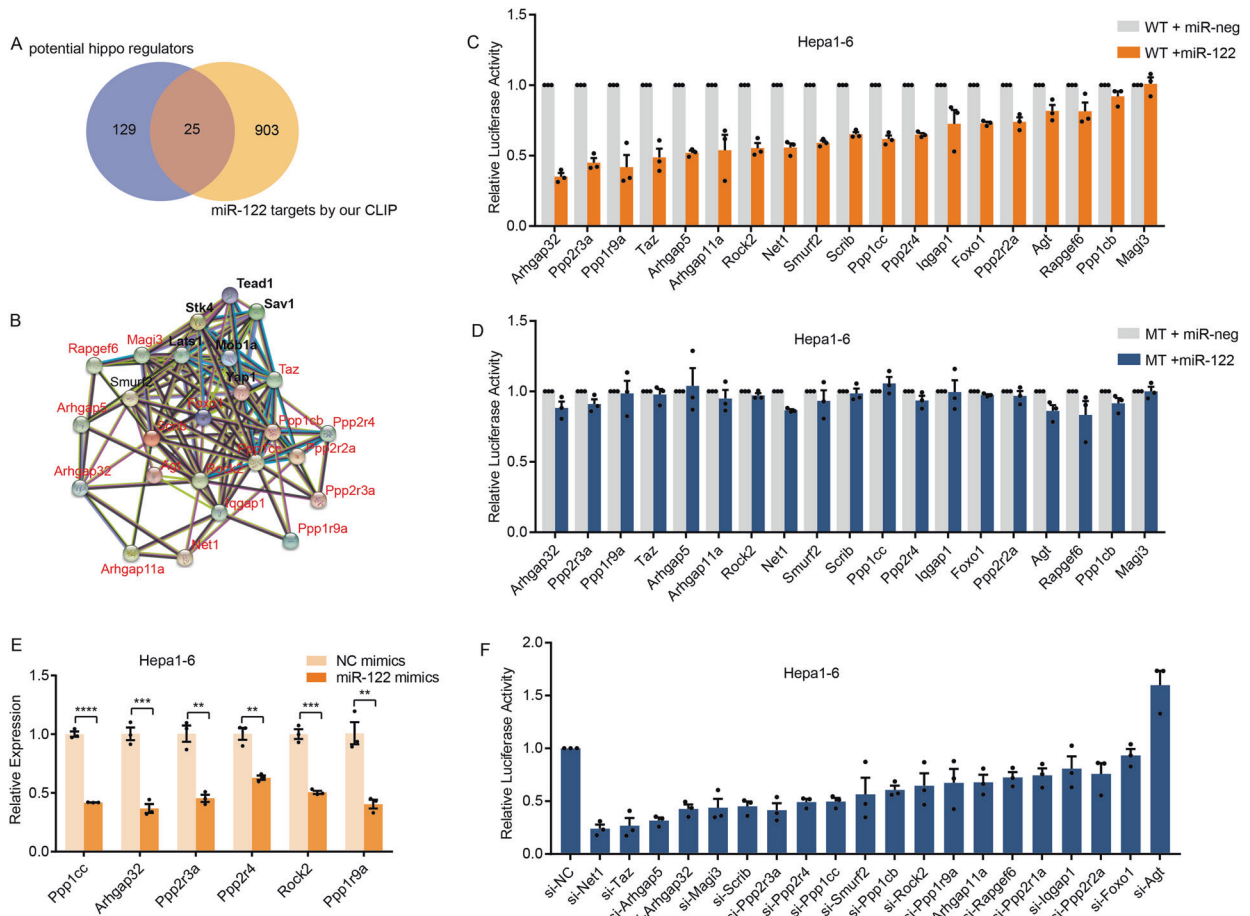 A
potential hippo regulators
129
25
903
miR-122 targets by our CLIP
B
Tead1
Stk4
Sav1
Magi3
Lats1
Mob1a
Rapgef6
Taz
Smurf2
Yap1
Arhgap5
Ppp1cb
Ppp2r4
Ppp2r2a
Arhgap32
Ppp2r3a
Iqgap1
Ppp1r9a
Net1
Arhgap11a
C
Hepa1-6
WT + miR-neg
WT +miR-122
Relative Luciferase Activity
1.5
1.0
0.5
0.0
Arhgap32
Ppp2r3a
Ppp1r9a
Taz
Arhgap5
Arhgap11a
Rock2
Net1
Smurf2
Scrib
Ppp1cc
Ppp2r4
Iqgap1
Foxo1
Ppp2r2a
Agt
Rapgef6
Ppp1cb
Magi3
D
Hepa1-6
MT + miR-neg
MT +miR-122
Relative Luciferase Activity
1.5
1.0
0.5
0.0
Arhgap32
Ppp2r3a
Ppp1r9a
Taz
Arhgap5
Arhgap11a
Rock2
Net1
Smurf2
Scrib
Ppp1cc
Ppp2r4
Iqgap1
Foxo1
Ppp2r2a
Agt
Rapgef6
Ppp1cb
Magi3
E
Hepa1-6
NC mimics
miR-122 mimics
Relative Expression
1.5
1.0
0.5
0.0
****
***
**
**
***
**
Ppp1cc
Arhgap32
Ppp2r3a
Ppp2r4
Rock2
Ppp1r9a
F
Hepa1-6
Relative Luciferase Activity
2.0
1.5
1.0
0.5
0.0
si-NC
si-Net1
si-Taz
si-Arhgap5
si-Arhgap32
si-Magi3
si-Scrib
si-Ppp2r3a
si-Ppp2r4
si-Ppp1cc
si-Smurf2
si-Ppp1cb
si-Rock2
si-Ppp1r9a
Arhgap11a
si-Rapgef6
si-Ppp2r1a
si-Iqgap1
si-Ppp2r2a
si-Foxo1
si-Agt